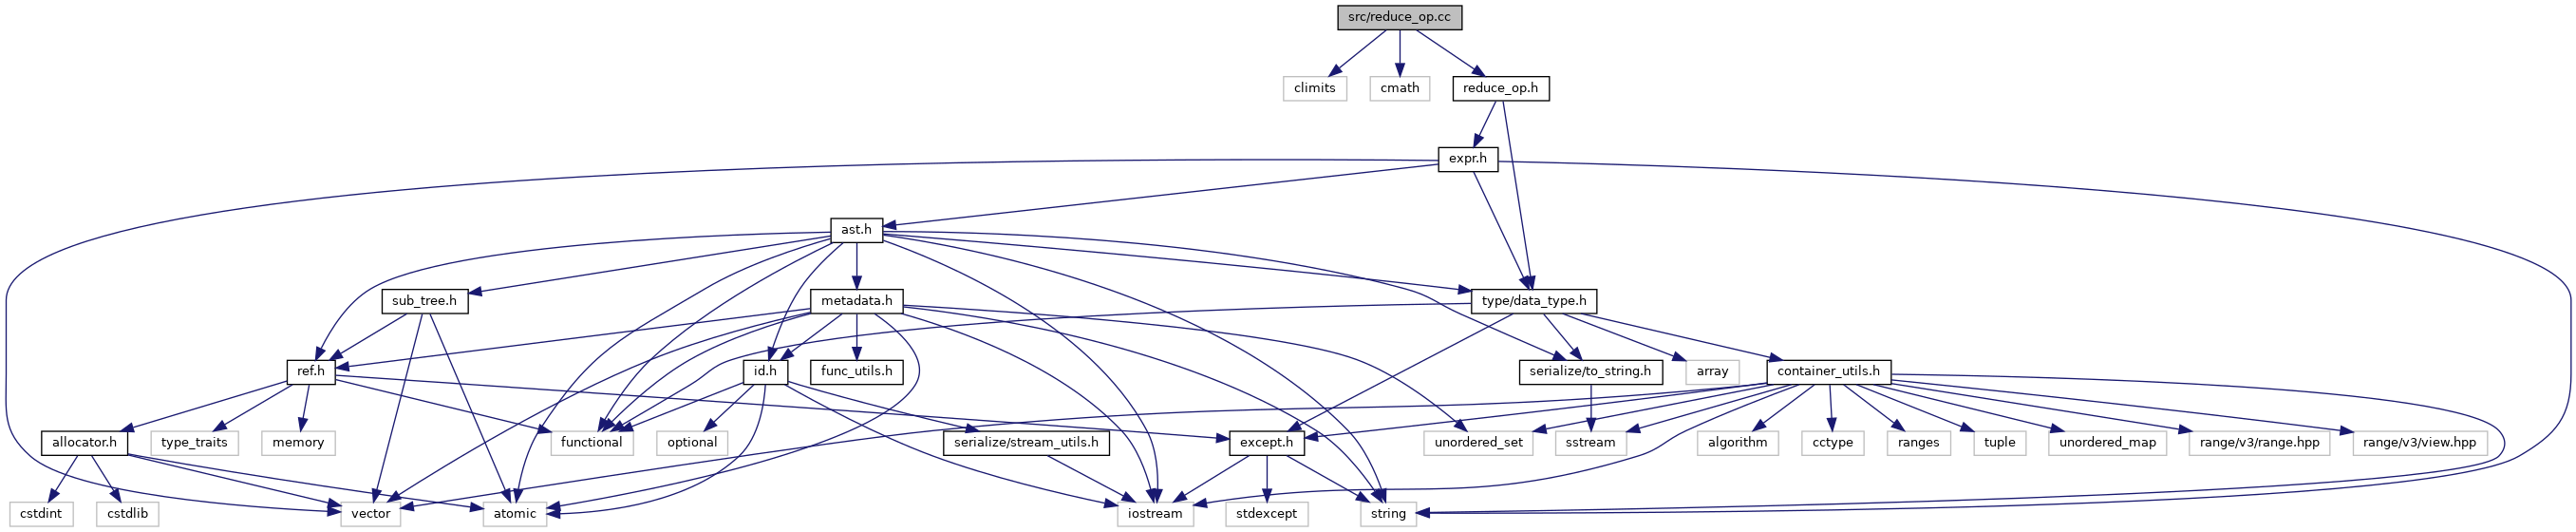 src/reduce_op.cc
climits
cmath
reduce_op.h
expr.h
ast.h
sub_tree.h
metadata.h
type/data_type.h
ref.h
id.h
func_utils.h
serialize/to_string.h
array
container_utils.h
allocator.h
type_traits
memory
functional
optional
serialize/stream_utils.h
except.h
unordered_set
sstream
algorithm
cctype
ranges
tuple
unordered_map
range/v3/range.hpp
range/v3/view.hpp
cstdint
cstdlib
vector
atomic
iostream
stdexcept
string